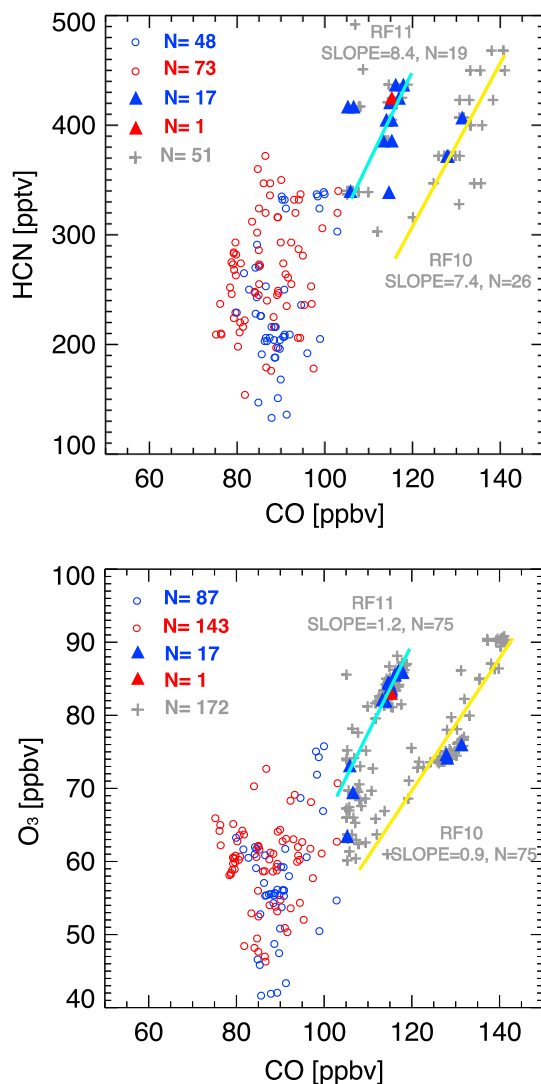 500
400
300
200
100
HCN [pptv]
N= 48
N= 73
N= 17
N= 1
N= 51
RF11
SLOPE=8.4, N=19
RF10
SLOPE=7.4, N=26
60 80 100 120 140
CO [ppbv]
100
90
80
70
60
50
40
O₃ [ppbv]
N= 87
N= 143
N= 17
N= 1
N= 172
RF11
SLOPE=1.2, N=75
RF10
SLOPE=0.9, N=75
60 80 100 120 140
CO [ppbv]